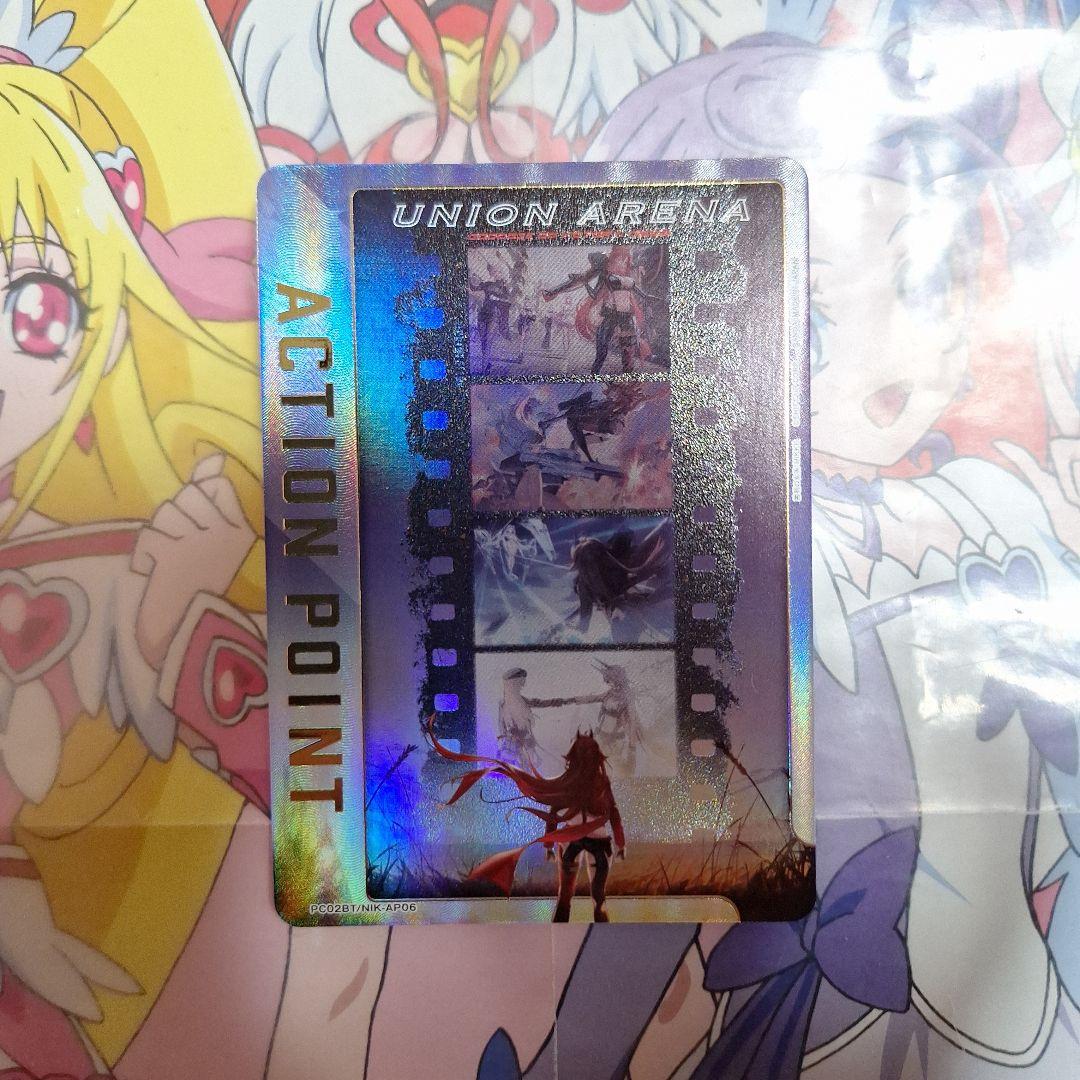 UNION ARENA
ACTION POINT
PC02BT/NIK-AP06